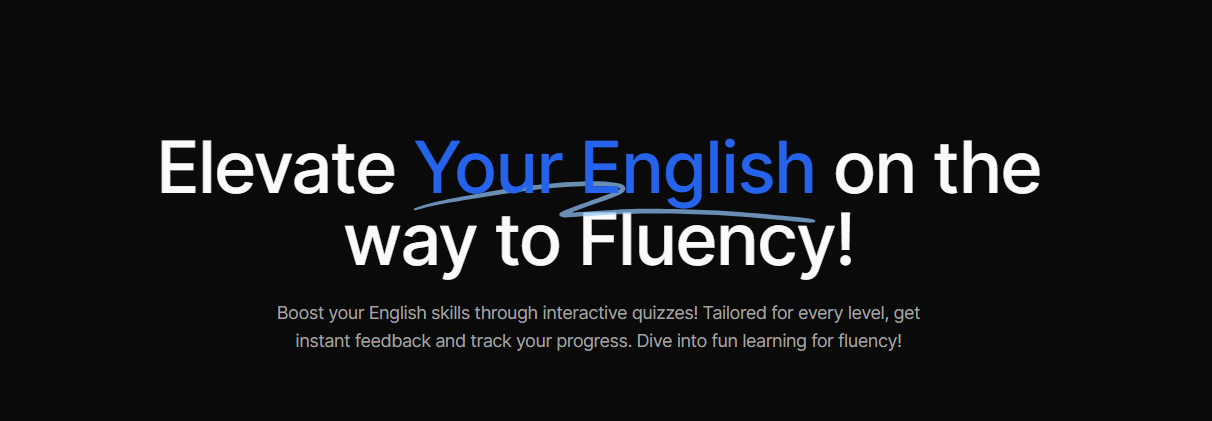 Elevate Your English on the
way to Fluency!
Boost your English skills through interactive quizzes! Tailored for every level, get
instant feedback and track your progress. Dive into fun learning for fluency!